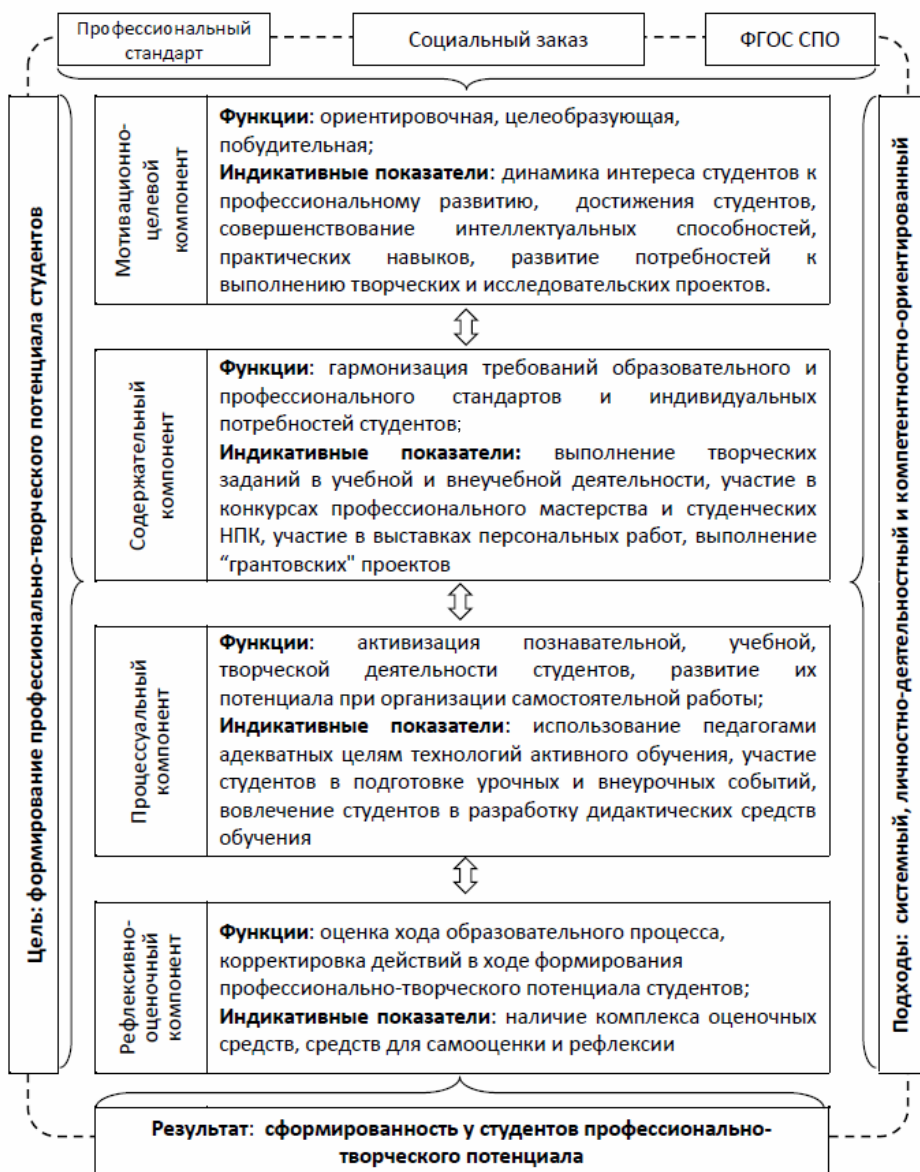 Профессиональный
стандарт
Социальный заказ
ФГОС СПО
Цель: формирование профессионально-творческого потенциала студентов
Мотивационно-
целевой
компонент
Функции: ориентировочная, целеобразующая,
побудительная;
Индикативные показатели: динамика интереса студентов к
профессиональному развитию, достижения студентов,
совершенствование интеллектуальных способностей,
практических навыков, развитие потребностей к
выполнению творческих и исследовательских проектов.
Содержательный
компонент
Функции: гармонизация требований образовательного и
профессионального стандартов и индивидуальных
потребностей студентов;
Индикативные показатели: выполнение творческих
заданий в учебной и внеучебной деятельности, участие в
конкурсах профессионального мастерства и студенческих
НПК, участие в выставках персональных работ, выполнение
“грантовских" проектов
Процессуальный
компонент
Функции: активизация познавательной, учебной,
творческой деятельности студентов, развитие их
потенциала при организации самостоятельной работы;
Индикативные показатели: использование педагогами
адекватных целям технологий активного обучения, участие
студентов в подготовке урочных и внеурочных событий,
вовлечение студентов в разработку дидактических средств
обучения
Рефлексивно-
оценочный
компонент
Функции: оценка хода образовательного процесса,
корректировка действий в ходе формирования
профессионально-творческого потенциала студентов;
Индикативные показатели: наличие комплекса оценочных
средств, средств для самооценки и рефлексии
Подходы: системный, личностно-деятельностный и компетентностно-ориентированный
Результат: сформированность у студентов профессионально-
творческого потенциала